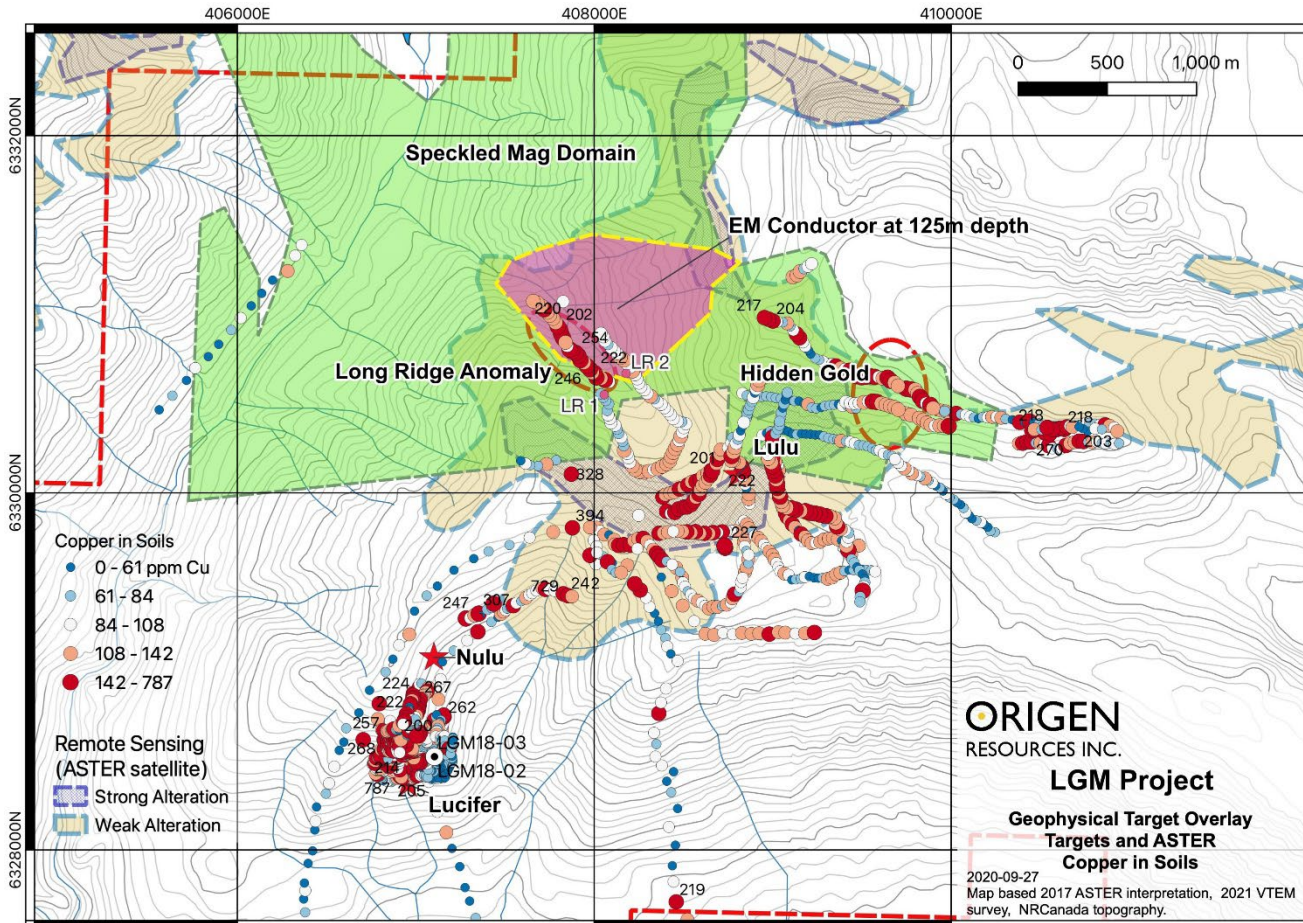 406000E
408000E
410000E
0 500 1,000 m
6332000N
Speckled Mag Domain
EM Conductor at 125m depth
220
202
217
204
254
222
LR 2
Long Ridge Anomaly
246
Hidden Gold
LR 1
218
218
270
203
Lulu
201
222
6330000N
328
394
227
Copper in Soils
0 - 61 ppm Cu
61 - 84
84 - 108
108 - 142
142 - 787
247
307
729
242
Nulu
224
267
222
262
257
200
268
LGM18-03
214
LGM18-02
787
205
Lucifer
Remote Sensing
(ASTER satellite)
Strong Alteration
Weak Alteration
6328000N
219
ORIGEN
RESOURCES INC.
LGM Project
Geophysical Target Overlay
Targets and ASTER
Copper in Soils
2020-09-27
Map based 2017 ASTER interpretation, 2021 VTEM
survey, NRCanada topography.